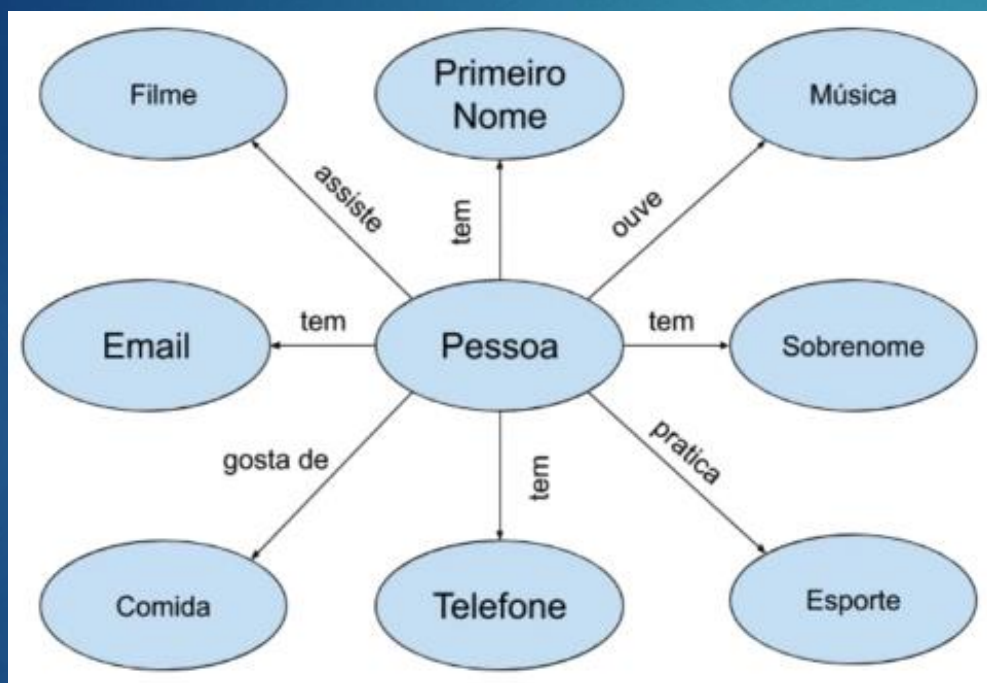 Filme
Primeiro
Nome
Música
assiste
tem
ouve
Email
tem
Pessoa
tem
Sobrenome
gosta de
tem
pratica
Comida
Telefone
Esporte